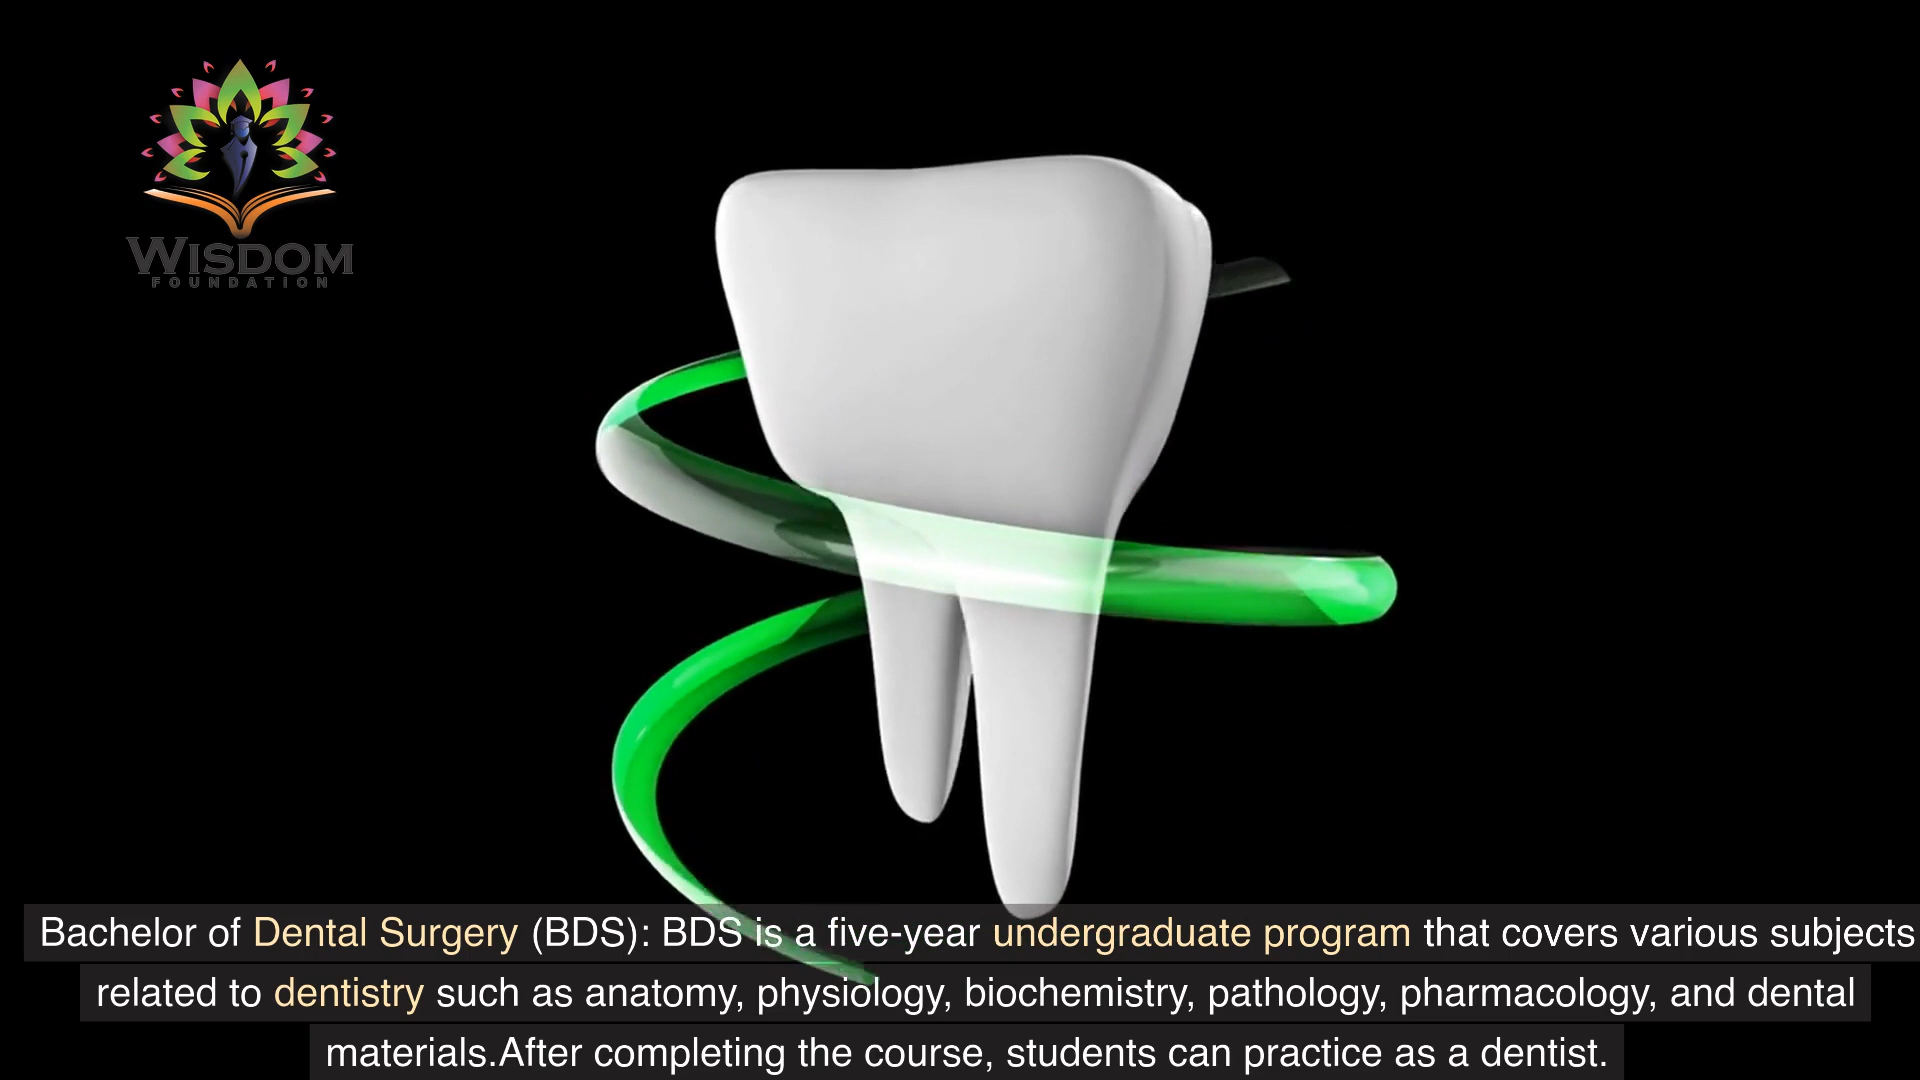 WISDOM
FOUNDATION
Bachelor of Dental Surgery (BDS): BDS is a five-year undergraduate program that covers various subjects
related to dentistry such as anatomy, physiology, biochemistry, pathology, pharmacology, and dental
materials.After completing the course, students can practice as a dentist.